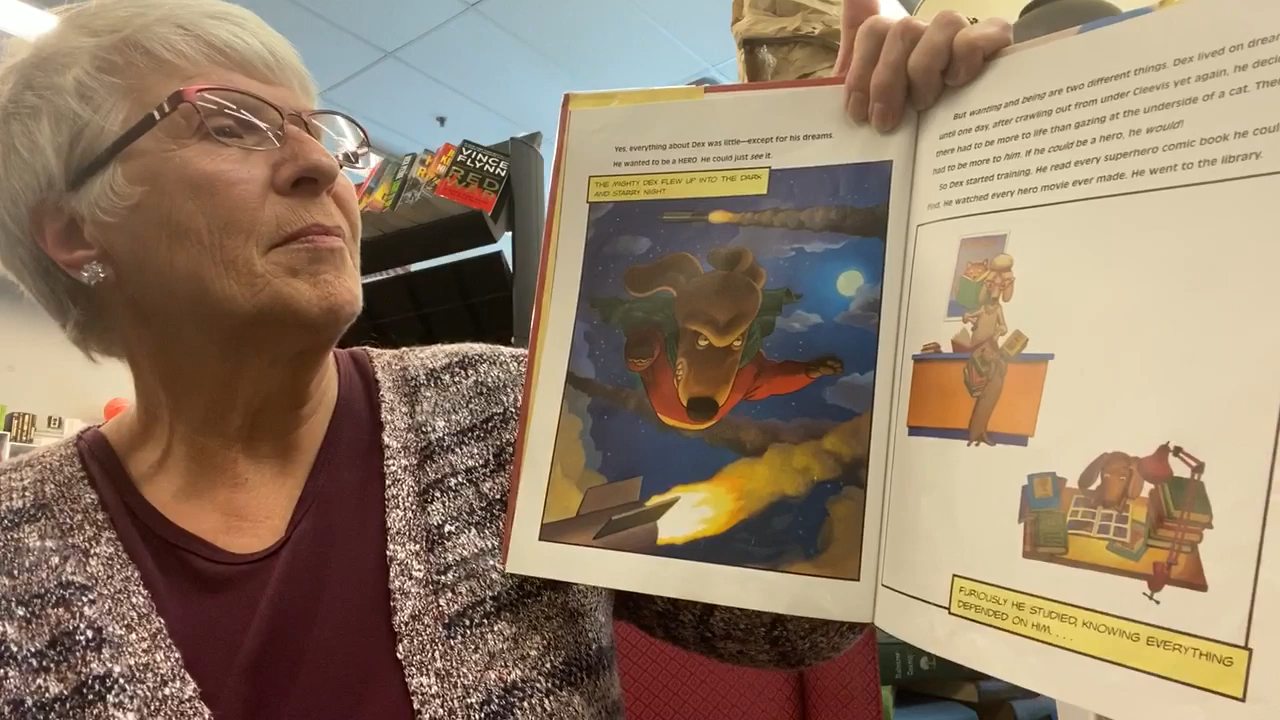 VINCE
FLYNN
RED
Yes, everything about Dex was little—except for his dreams.
He wanted to be a HERO. He could just see it.
THE MIGHTY DEX FLEW UP INTO THE DARK
AND STARRY NIGHT
But wanting and being are two different things. Dex lived on
until one day, after crawling out from under Cleevis yet again, he
there had to be more to life than gazing at the underside of a cat.
had to be more to him. If he could be a hero, he would!
So Dex started training. He read every superhero comic book he
find. He watched every hero movie ever made. He went to the library.
FURIOUSLY HE STUDIED, KNOWING EVERYTHING
DEPENDED ON HIM. . . .